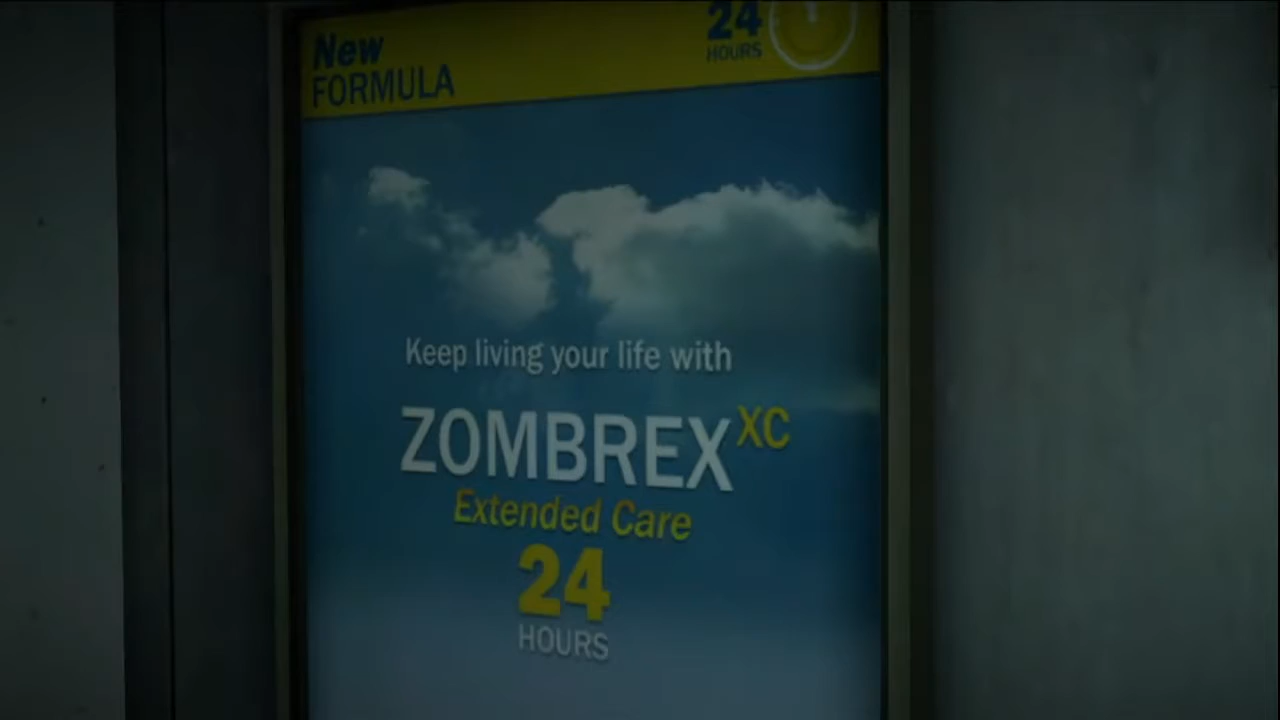 New
FORMULA
24
HOURS
Keep living your life with
ZOMBREX XC
Extended Care
24
HOURS